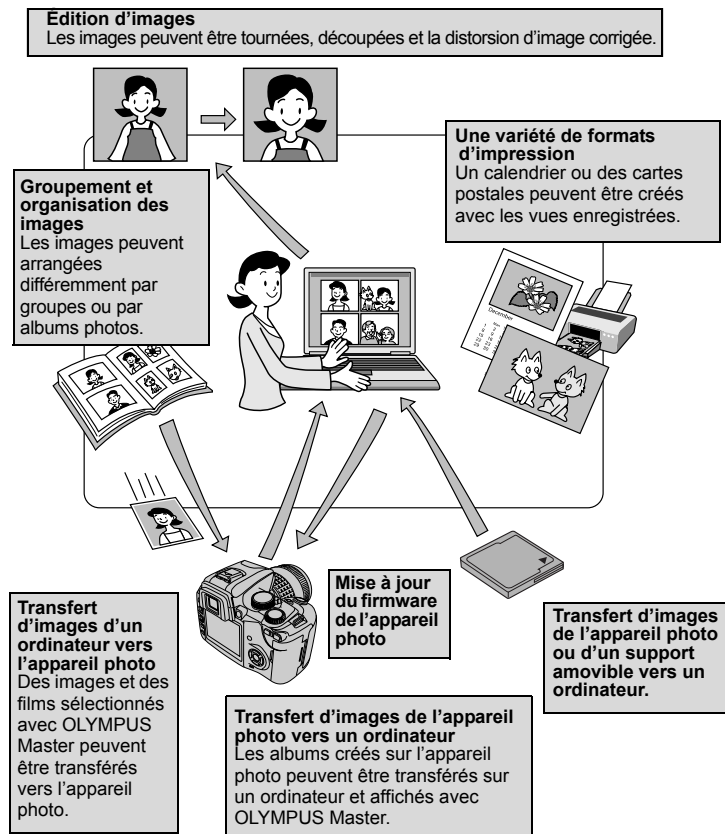 Édition d’images
Les images peuvent être tournées, découpées et la distorsion d’image corrigée.
Une variété de formats
d’impression
Un calendrier ou des cartes
postales peuvent être créés
avec les vues enregistrées.
Groupement et
organisation des
images
Les images peuvent
arrangées
différemment par
groupes ou par
albums photos.
December
Mise à jour
du firmware
de l’appareil
photo
Transfert
d’images d’un
ordinateur vers
l’appareil photo
Des images et des
films sélectionnés
avec OLYMPUS
Master peuvent
être transférés
vers l’appareil
photo.
Transfert d’images de l’appareil
photo vers un ordinateur
Les albums créés sur l’appareil
photo peuvent être transférés sur
un ordinateur et affichés avec
OLYMPUS Master.
Transfert d’images
de l’appareil photo
ou d’un support
amovible vers un
ordinateur.